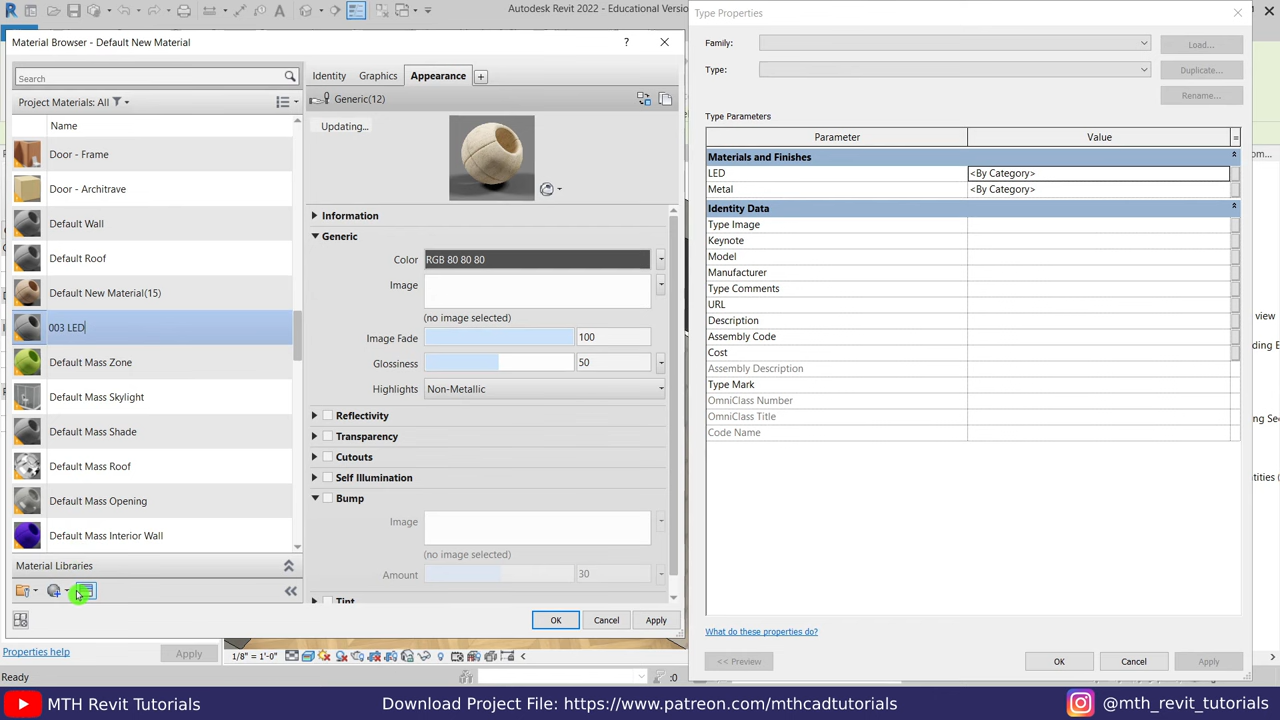 Autodesk Revit 2022 - Educational Versio
Material Browser - Default New Material
?
Search
Project Materials: All
Name
Door - Frame
Door - Architrave
Default Wall
Default Roof
Default New Material(15)
003 LED
Default Mass Zone
Default Mass Skylight
Default Mass Shade
Default Mass Roof
Default Mass Opening
Default Mass Interior Wall
Material Libraries
Identity
Graphics
Appearance
Generic(12)
Updating...
Information
Generic
Color
RGB 80 80 80
Image
(no image selected)
Image Fade
100
Glossiness
50
Highlights
Non-Metallic
Reflectivity
Transparency
Cutouts
Self Illumination
Bump
Image
(no image selected)
Amount
30
Tint
OK
Cancel
Apply
Type Properties
Family:
Load...
Type:
Duplicate...
Rename...
Type Parameters
Parameter
Value
=
Materials and Finishes
LED
<By Category>
Metal
<By Category>
Identity Data
Type Image
Keynote
Model
Manufacturer
Type Comments
URL
Description
Assembly Code
Cost
Assembly Description
Type Mark
OmniClass Number
OmniClass Title
Code Name
What do these properties do?
<< Preview
OK
Cancel
Apply
om...
view
ding E
g Sec
tities (
Properties help
Apply
1/8" = 1'-0"
Ready
:0
MTH Revit Tutorials
Download Project File: https://www.patreon.com/mthcadtutorials
@mth_revit_tutorials